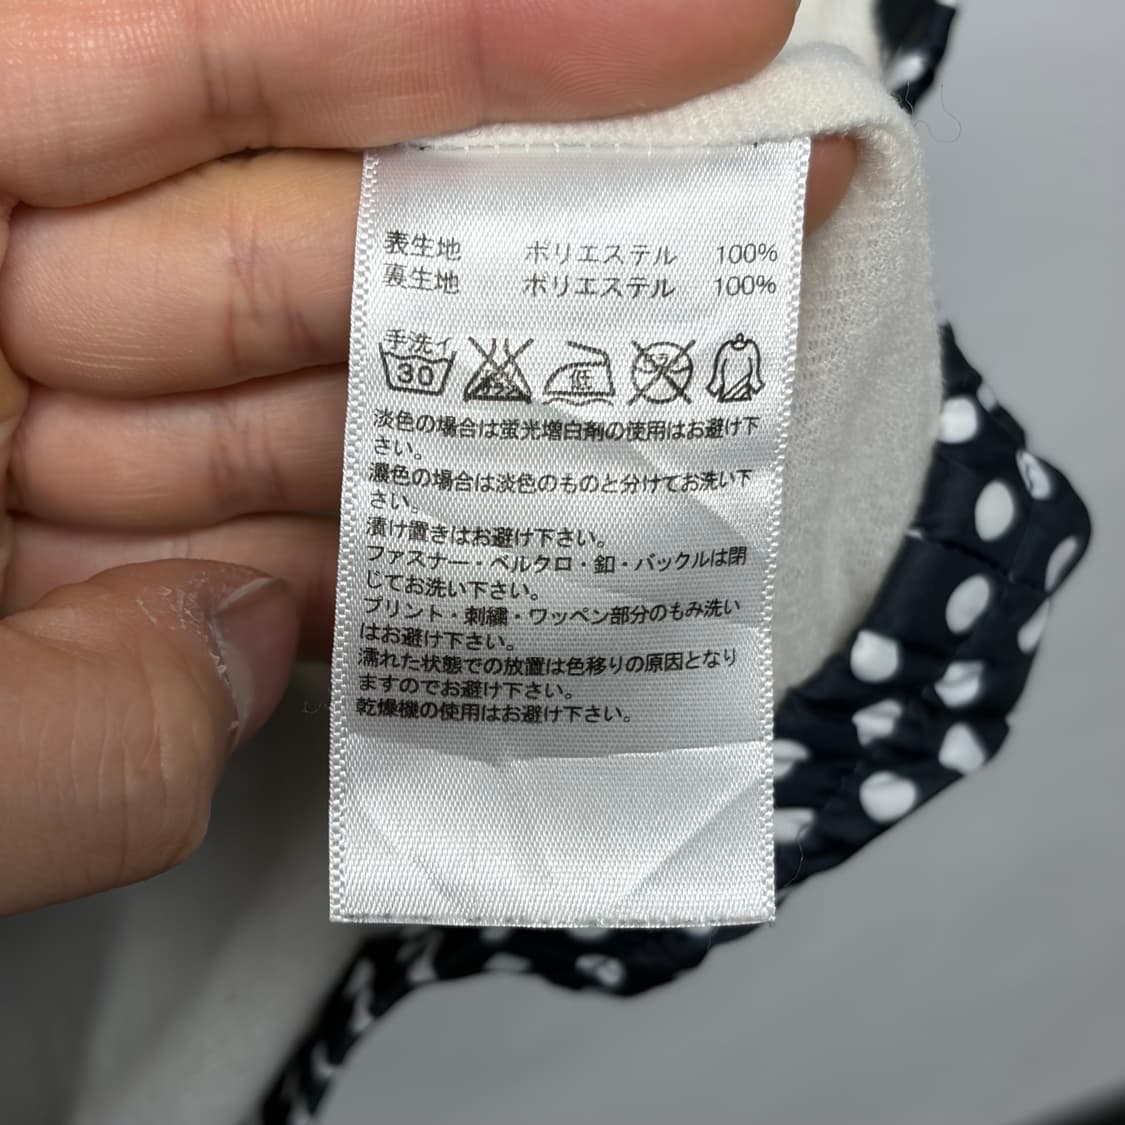 表生地 ポリエステル 100%
裏生地 ポリエステル 100%
手洗イ
30
低
淡色の場合は蛍光増白剤の使用はお避け下
さい。
濃色の場合は淡色のものと分けてお洗い下
さい。
漬け置きはお避け下さい。
ファスナー・ベルクロ・釦・バックルは閉
じてお洗い下さい。
プリント・刺繍・ワッペン部分のもみ洗い
はお避け下さい。
濡れた状態での放置は色移りの原因となり
ますのでお避け下さい。
乾燥機の使用はお避け下さい。